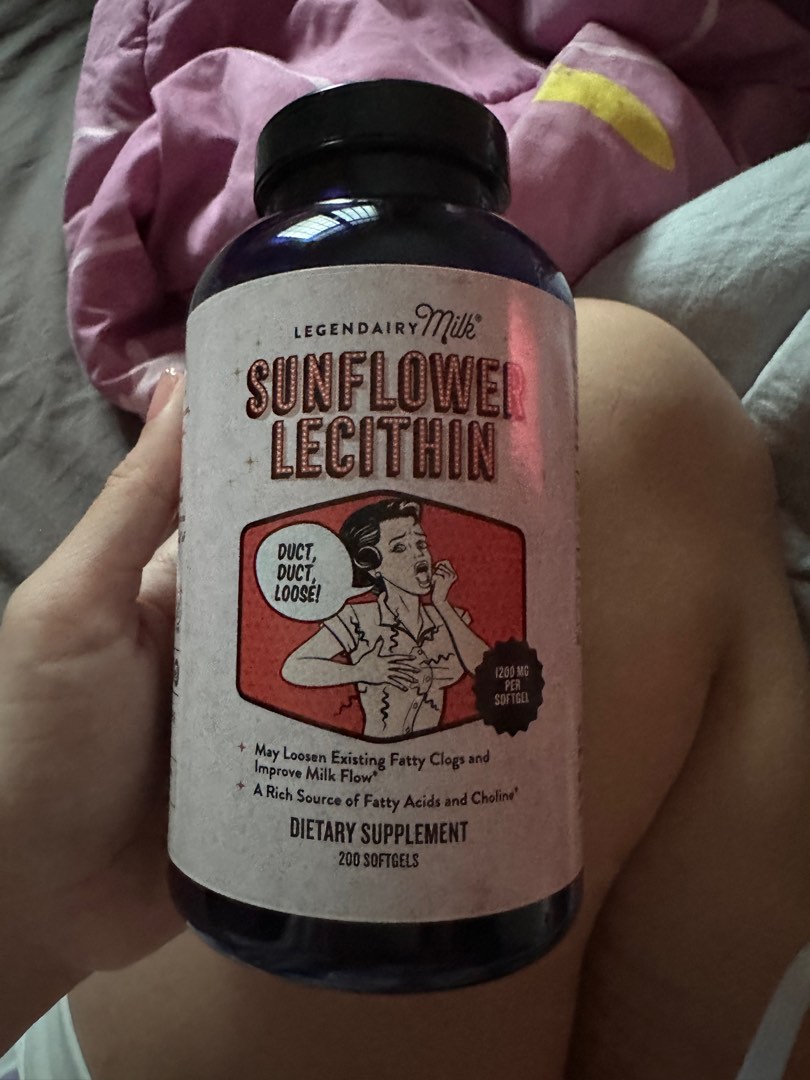 LEGENDAIRY Milk®
SUNFLOWER
LECITHIN
DUCT,
DUCT,
LOOSE!
1200 MG
PER
SOFTGEL
May Loosen Existing Fatty Clogs and
Improve Milk Flow*
A Rich Source of Fatty Acids and Choline*
DIETARY SUPPLEMENT
200 SOFTGELS